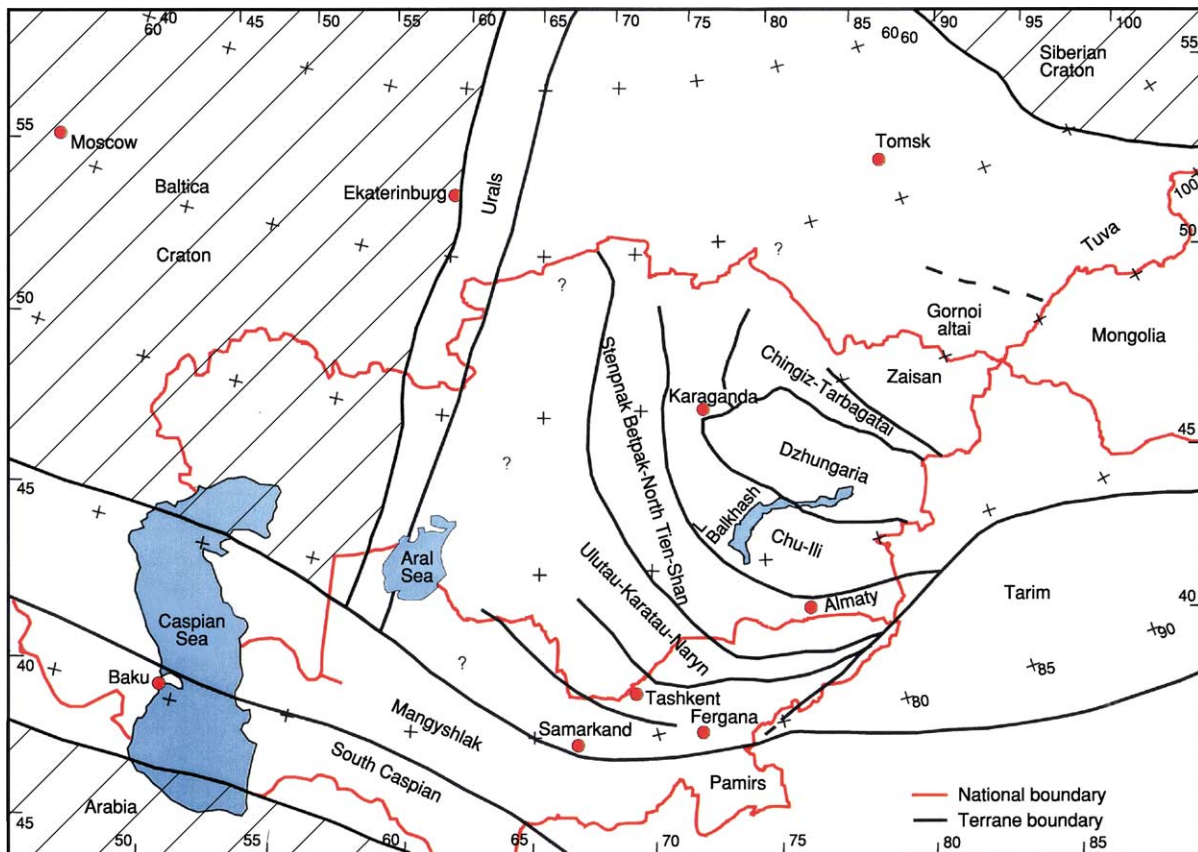 40
60
40
45
50
55
60
65
70
75
80
85
60
60
90
95
100
55
Siberian
Craton
55
Moscow
Tomsk
Baltica
Ekaterinburg
Urals
100
Craton
Tuva
50
?
?
50
Gornoi
altai
Mongolia
Stenpnak Betpak-North Tien-Shan
Chingiz-Tarbagatai
Zaisan
Karaganda
45
Dzhungaria
45
?
Balkhash
Chu-Ili
Aral
Sea
Ulutau-Karatau-Naryn
Tarim
Almaty
40
Caspian
Sea
90
40
?
85
Baku
80
Tashkent
Mangyshlak
Fergana
Samarkand
South Caspian
Pamirs
Arabia
National boundary
45
Terrane boundary
50
55
60
65
70
75
85